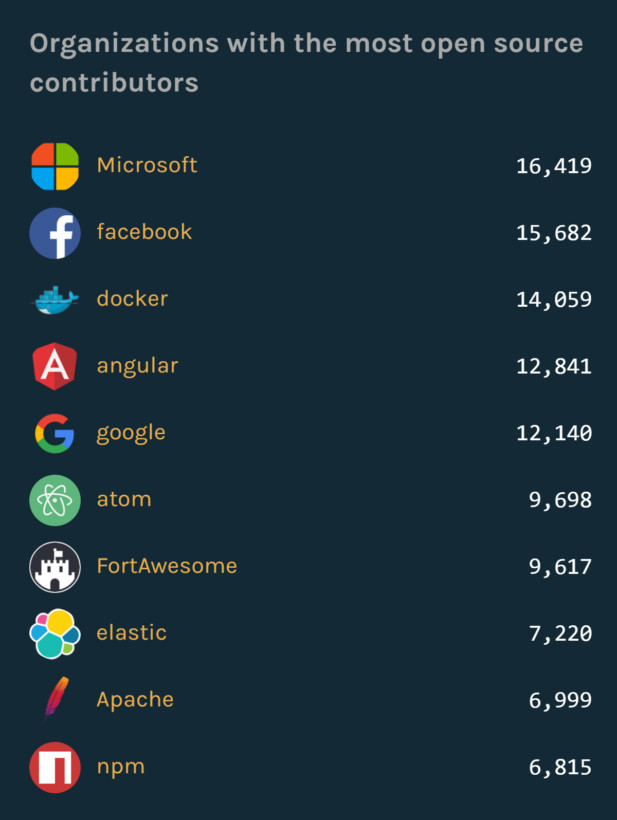 Organizations with the most open source
contributors
Microsoft 16,419
facebook 15,682
docker 14,059
angular 12,841
google 12,140
atom 9,698
FortAwesome 9,617
elastic 7,220
Apache 6,999
npm 6,815